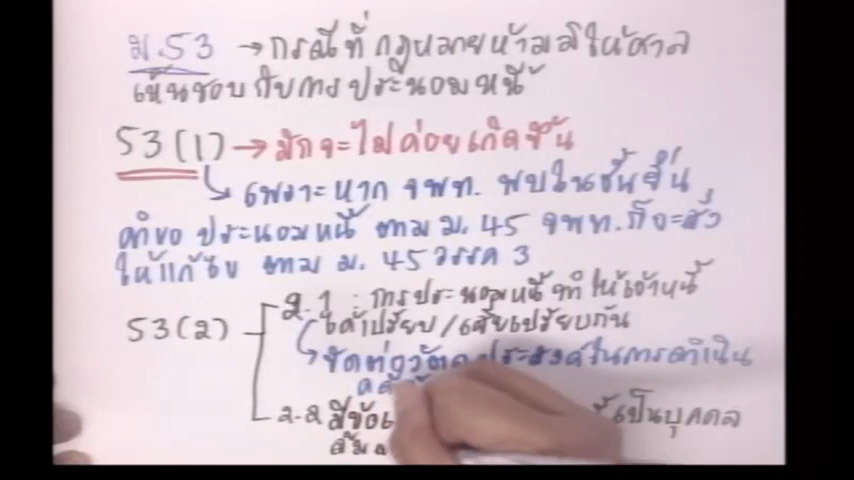 ม.53 → กรณีที่ กฎหมายห้ามมิให้ศาล
เห็นชอบกับการประนอมหนี้
53(1) → มักจะไม่ค่อยเกิดขึ้น
เพราะหาก จพท. พบในชั้นยื่น
คำขอ ประนอมหนี้ ตาม ม. 45 จพท. ก็จะสั่ง
ให้แก้ไข ตาม ม. 45 วรรค 3
53(2)
2.1 : การประนอมหนี้ ทำให้เจ้าหนี้
ได้เปรียบ/เสียเปรียบกัน
ขัดต่อวัตถุประสงค์ในการดำเนิน
2.2 มีข้อ
เป็นบุคคล
ล้ม